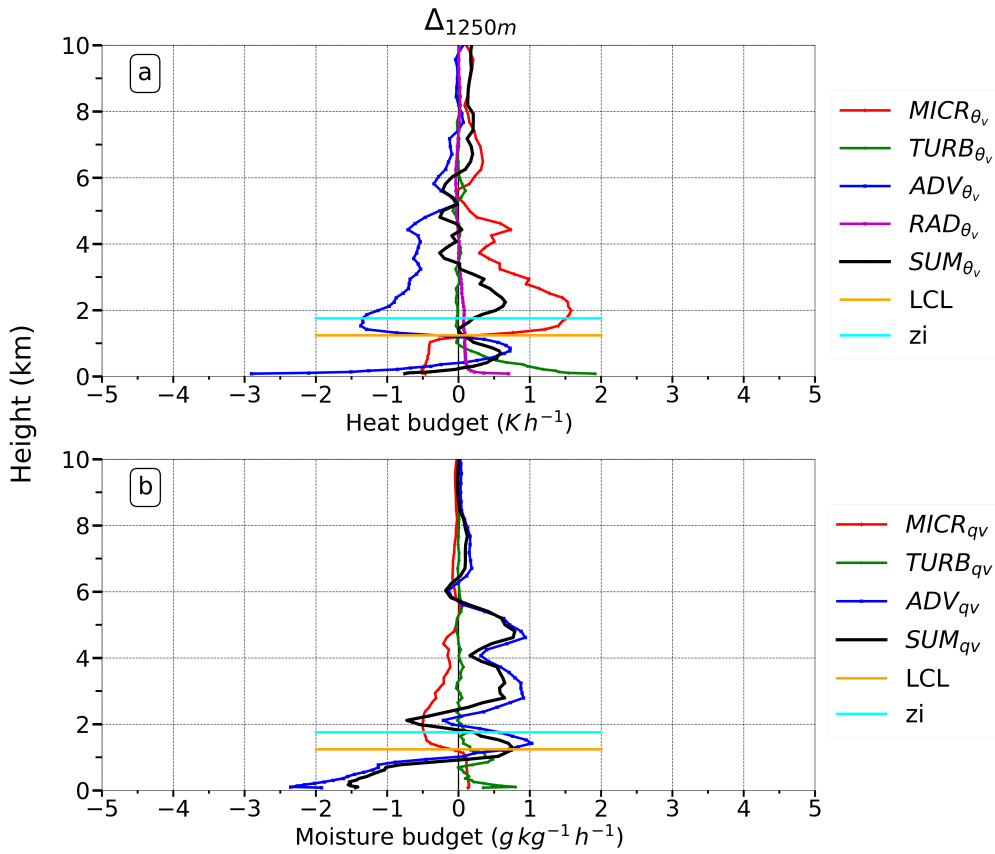 Δ1250m
Height (km)
10
8
6
4
2
0
a
−5 −4 −3 −2 −1 0 1 2 3 4 5
Heat budget (K h⁻¹)
MICRθv
TURBθv
ADVθv
RADθv
SUMθv
LCL
zi
10
8
6
4
2
0
b
−5 −4 −3 −2 −1 0 1 2 3 4 5
Moisture budget (g kg⁻¹ h⁻¹)
MICRqv
TURBqv
ADVqv
SUMqv
LCL
zi